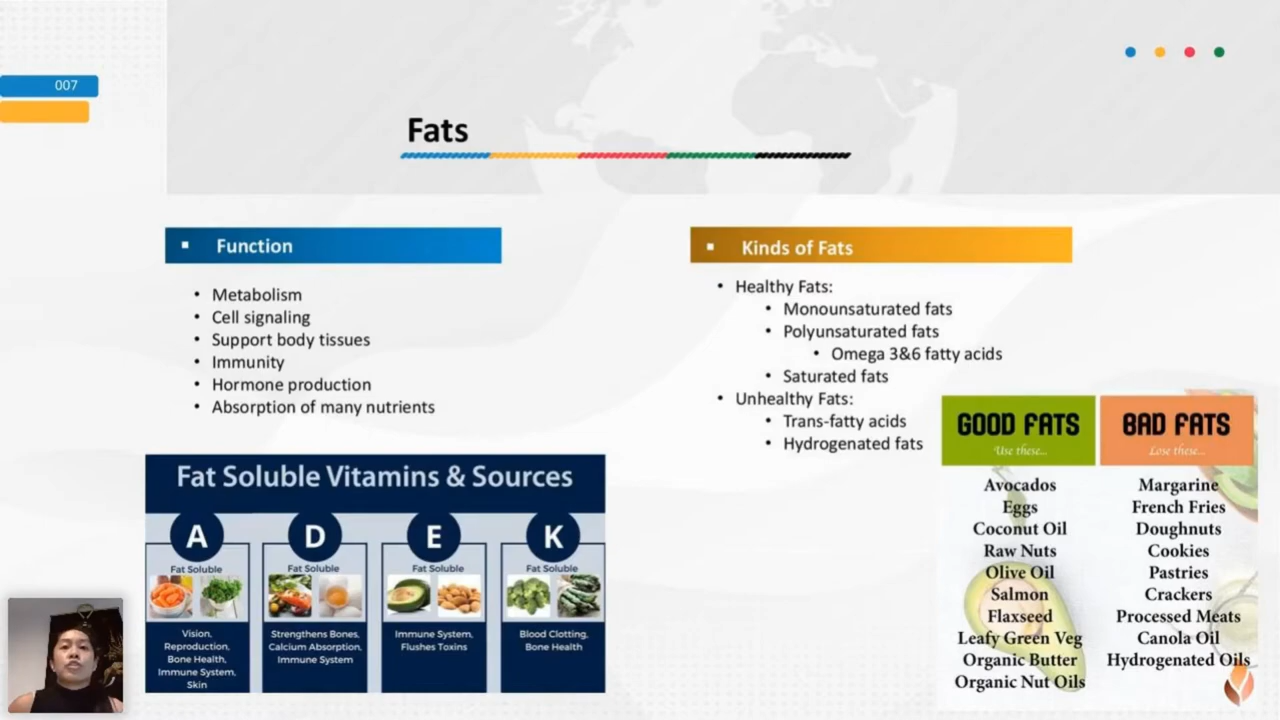 007
Fats
Function
Metabolism
Cell signaling
Support body tissues
Immunity
Hormone production
Absorption of many nutrients
Kinds of Fats
Healthy Fats:
Monounsaturated fats
Polyunsaturated fats
Omega 3&6 fatty acids
Saturated fats
Unhealthy Fats:
Trans-fatty acids
Hydrogenated fats
Fat Soluble Vitamins & Sources
A
Fat Soluble
Vision,
Reproduction,
Bone Health,
Immune System,
Skin
D
Fat Soluble
Strengthens Bones,
Calcium Absorption,
Immune System
E
Fat Soluble
Immune System,
Flushes Toxins
K
Fat Soluble
Blood Clotting,
Bone Health
GOOD FATS
Use these...
Avocados
Eggs
Coconut Oil
Raw Nuts
Olive Oil
Salmon
Flaxseed
Leafy Green Veg
Organic Butter
Organic Nut Oils
BAD FATS
Lose these...
Margarine
French Fries
Doughnuts
Cookies
Pastries
Crackers
Processed Meats
Canola Oil
Hydrogenated Oils